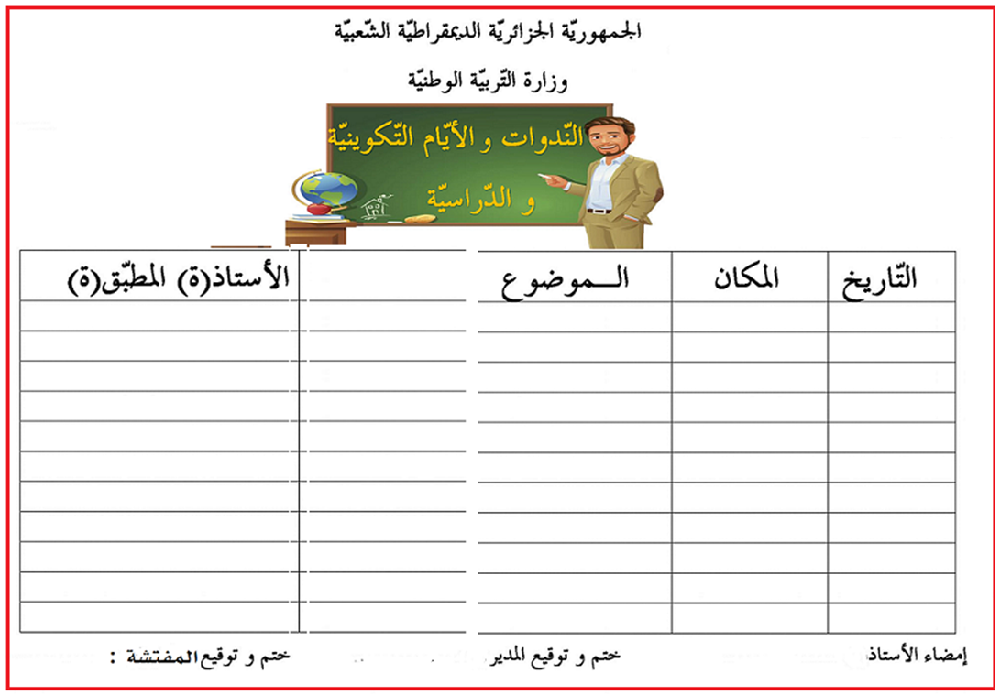 الجمهوريّة الجزائريّة الديمقراطيّة الشّعبيّة
وزارة التّربيّة الوطنيّة
النّدوات و الأيّام التّكوينيّة
و الدّراسيّة
التّاريخ المكان الـــموضوع الأستاذ(ة) المطبّق(ة)
إمضاء الأستاذ ختم و توقيع المدير ختم و توقيع المفتشة :